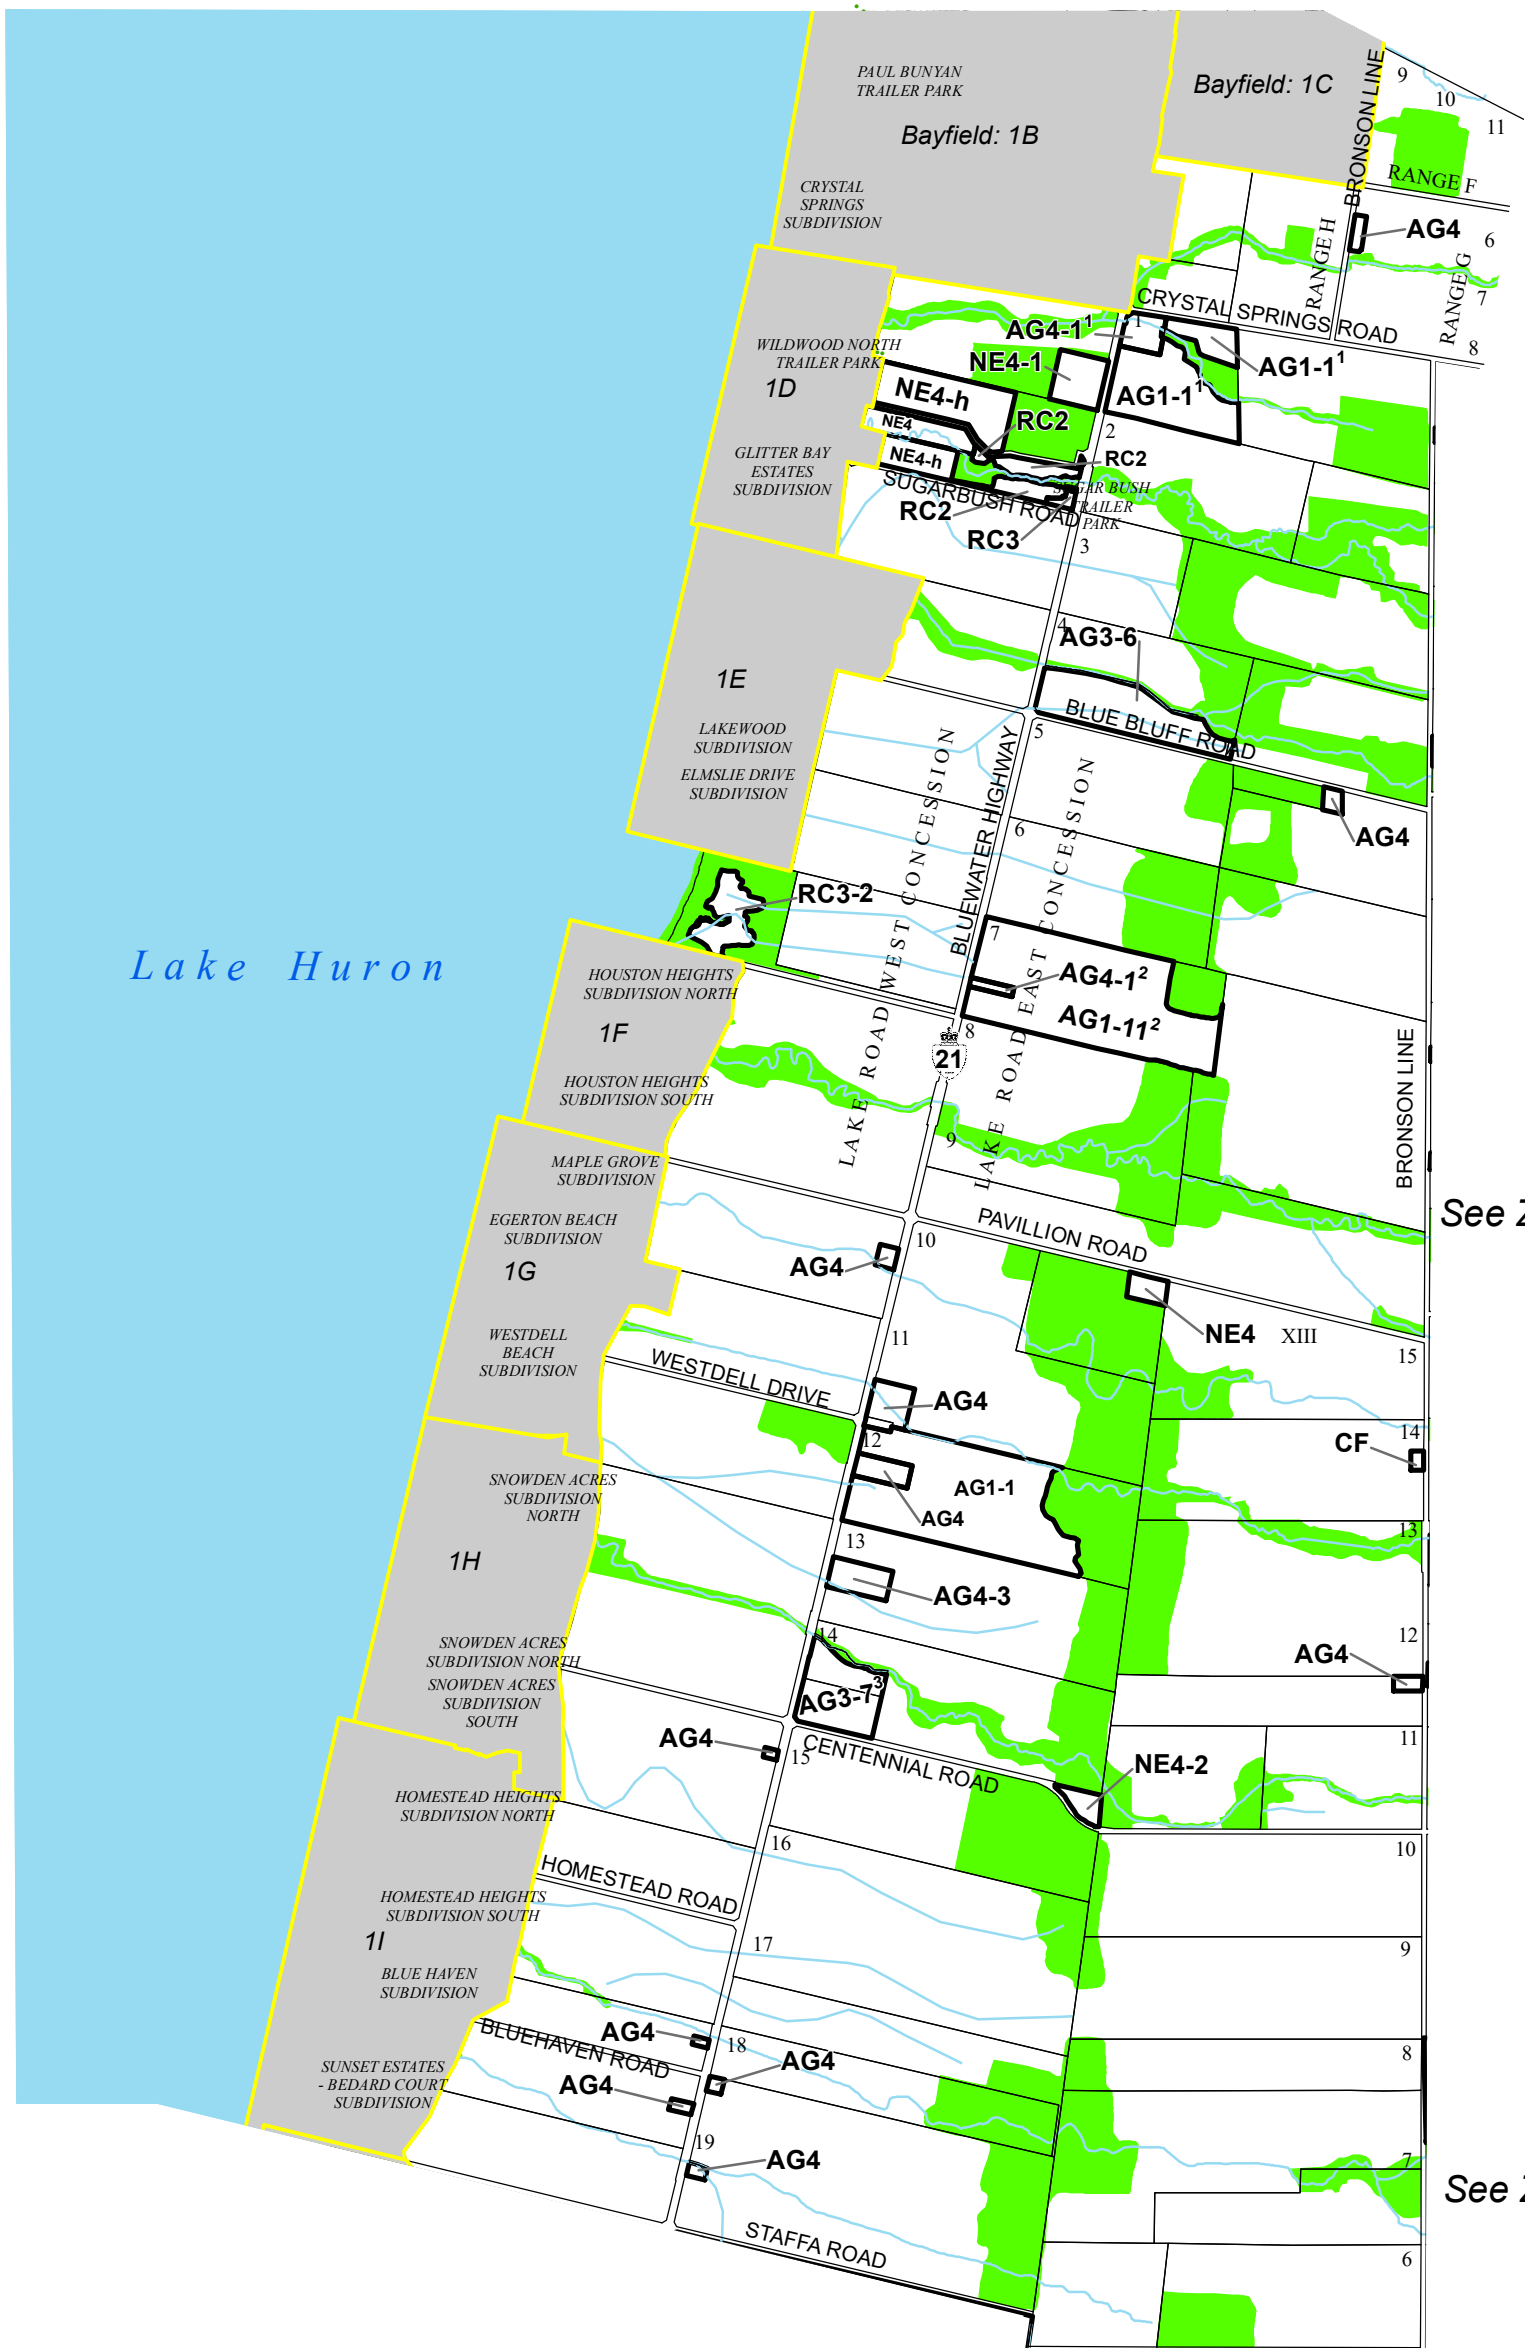 PAUL BUNYAN
TRAILER PARK
Bayfield: 1B
Bayfield: 1C
BRONSON LINE
9
10
11
RANGE F
CRYSTAL
SPRINGS
SUBDIVISION
RANGE H
AG4
6
RANGE G
7
CRYSTAL SPRINGS ROAD
8
AG4-1¹
1
WILDWOOD NORTH
TRAILER PARK
NE4-1
AG1-1¹
1D
NE4-h
AG1-1¹
NE4
RC2
2
GLITTER BAY
ESTATES
SUBDIVISION
NE4-h
RC2
SUGARBUSH ROAD
SUGAR BUSH
TRAILER
PARK
RC2
RC3
3
4
AG3-6
1E
BLUE BLUFF ROAD
LAKEWOOD
SUBDIVISION
5
ELMSLIE DRIVE
SUBDIVISION
BLUEWATER HIGHWAY
LAKE ROAD WEST CONCESSION
LAKE ROAD EAST CONCESSION
6
AG4
RC3-2
7
Lake Huron
HOUSTON HEIGHTS
SUBDIVISION NORTH
AG4-1²
AG1-11²
1F
8
21
HOUSTON HEIGHTS
SUBDIVISION SOUTH
BRONSON LINE
9
MAPLE GROVE
SUBDIVISION
EGERTON BEACH
SUBDIVISION
PAVILLION ROAD
See
10
AG4
1G
NE4
XIII
WESTDELL
BEACH
SUBDIVISION
11
15
WESTDELL DRIVE
AG4
12
14
CF
SNOWDEN ACRES
SUBDIVISION
NORTH
AG1-1
AG4
13
13
1H
AG4-3
14
12
SNOWDEN ACRES
SUBDIVISION NORTH
AG4
SNOWDEN ACRES
SUBDIVISION
SOUTH
AG3-7³
AG4
15
CENTENNIAL ROAD
11
NE4-2
HOMESTEAD HEIGHTS
SUBDIVISION NORTH
16
10
HOMESTEAD ROAD
HOMESTEAD HEIGHTS
SUBDIVISION SOUTH
1I
17
9
BLUE HAVEN
SUBDIVISION
BLUEHAVEN ROAD
AG4
18
8
SUNSET ESTATES
- BEDARD COURT
SUBDIVISION
AG4
AG4
19
AG4
7
See
STAFFA ROAD
6